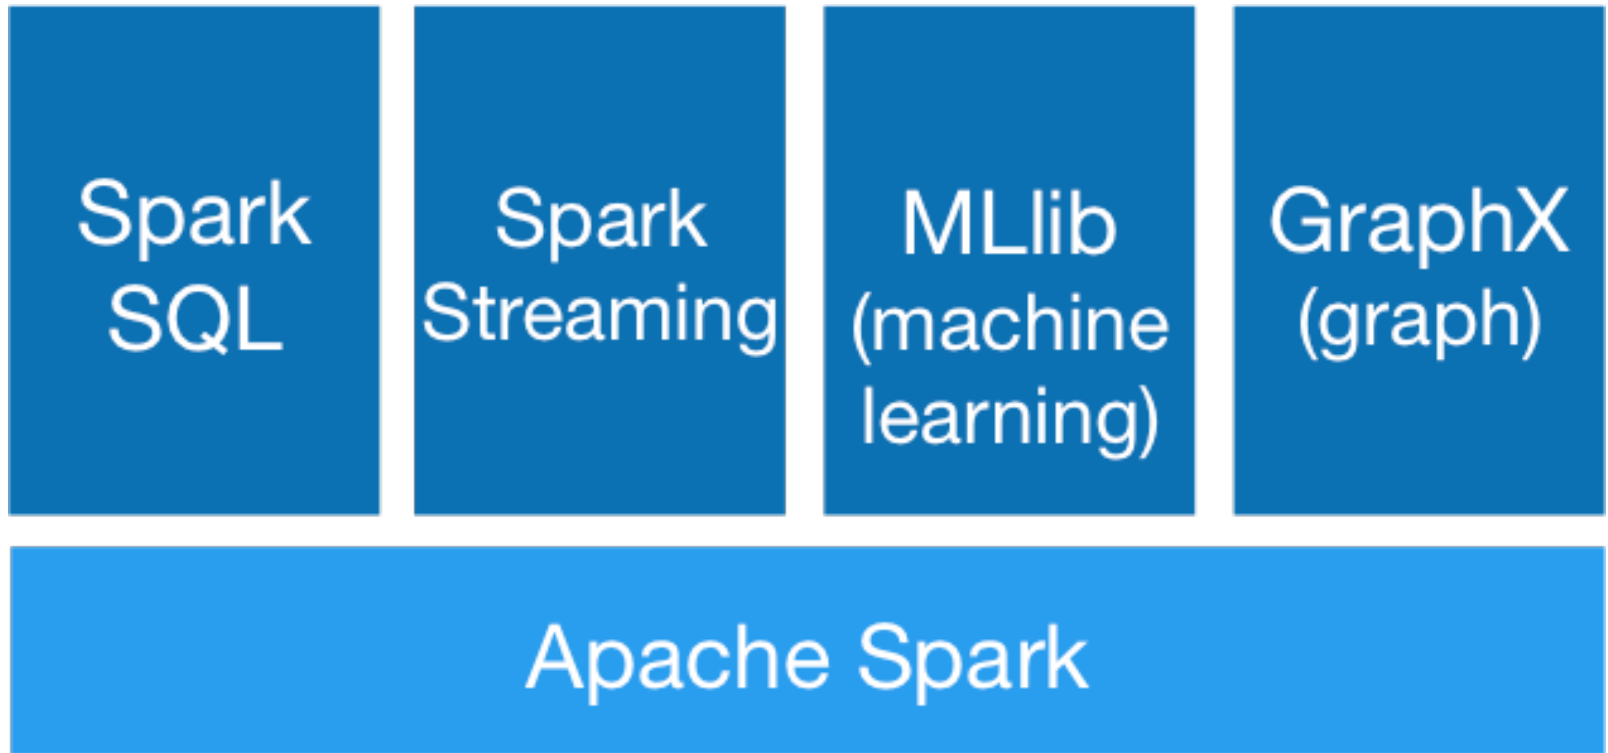 Spark
SQL
Spark
Streaming
MLlib
(machine
learning)
GraphX
(graph)
Apache Spark